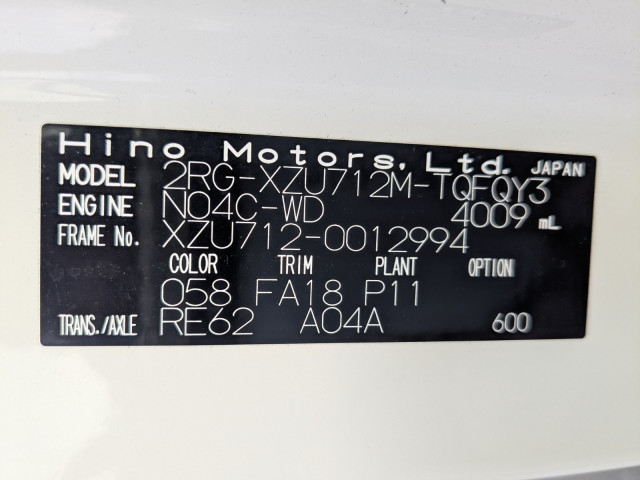 Hino Motors, Ltd. JAPAN
MODEL 2RG-XZU712M-TQFQY3
ENGINE N04C-WD 4009 mL
FRAME No. XZU712-0012994
COLOR TRIM PLANT OPTION
058 FA18 P11
TRANS./AXLE RE62 A04A 600